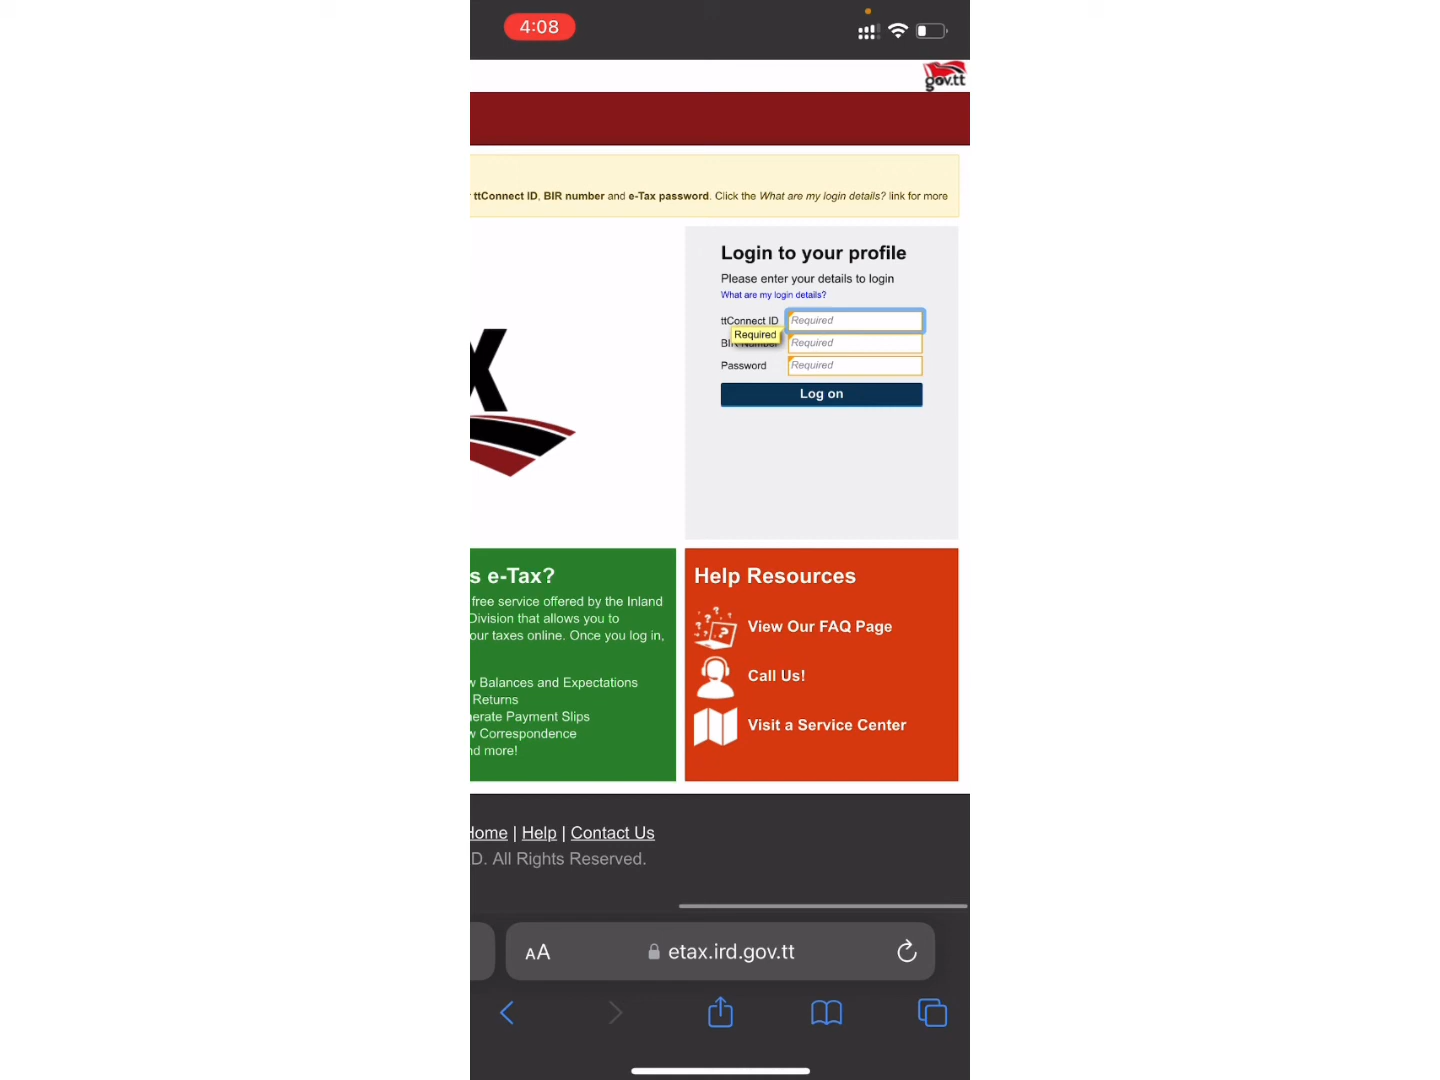 4:08
gov.tt
ttConnect ID, BIR number and e-Tax password. Click the What are my login details? link for more
Login to your profile
Please enter your details to login
What are my login details?
ttConnect ID Required
Required
Required
Password Required
Log on
X
s e-Tax?
free service offered by the Inland
Division that allows you to
our taxes online. Once you log in,
w Balances and Expectations
Returns
nerate Payment Slips
w Correspondence
nd more!
Help Resources
View Our FAQ Page
Call Us!
Visit a Service Center
Home | Help | Contact Us
D. All Rights Reserved.
AA etax.ird.gov.tt